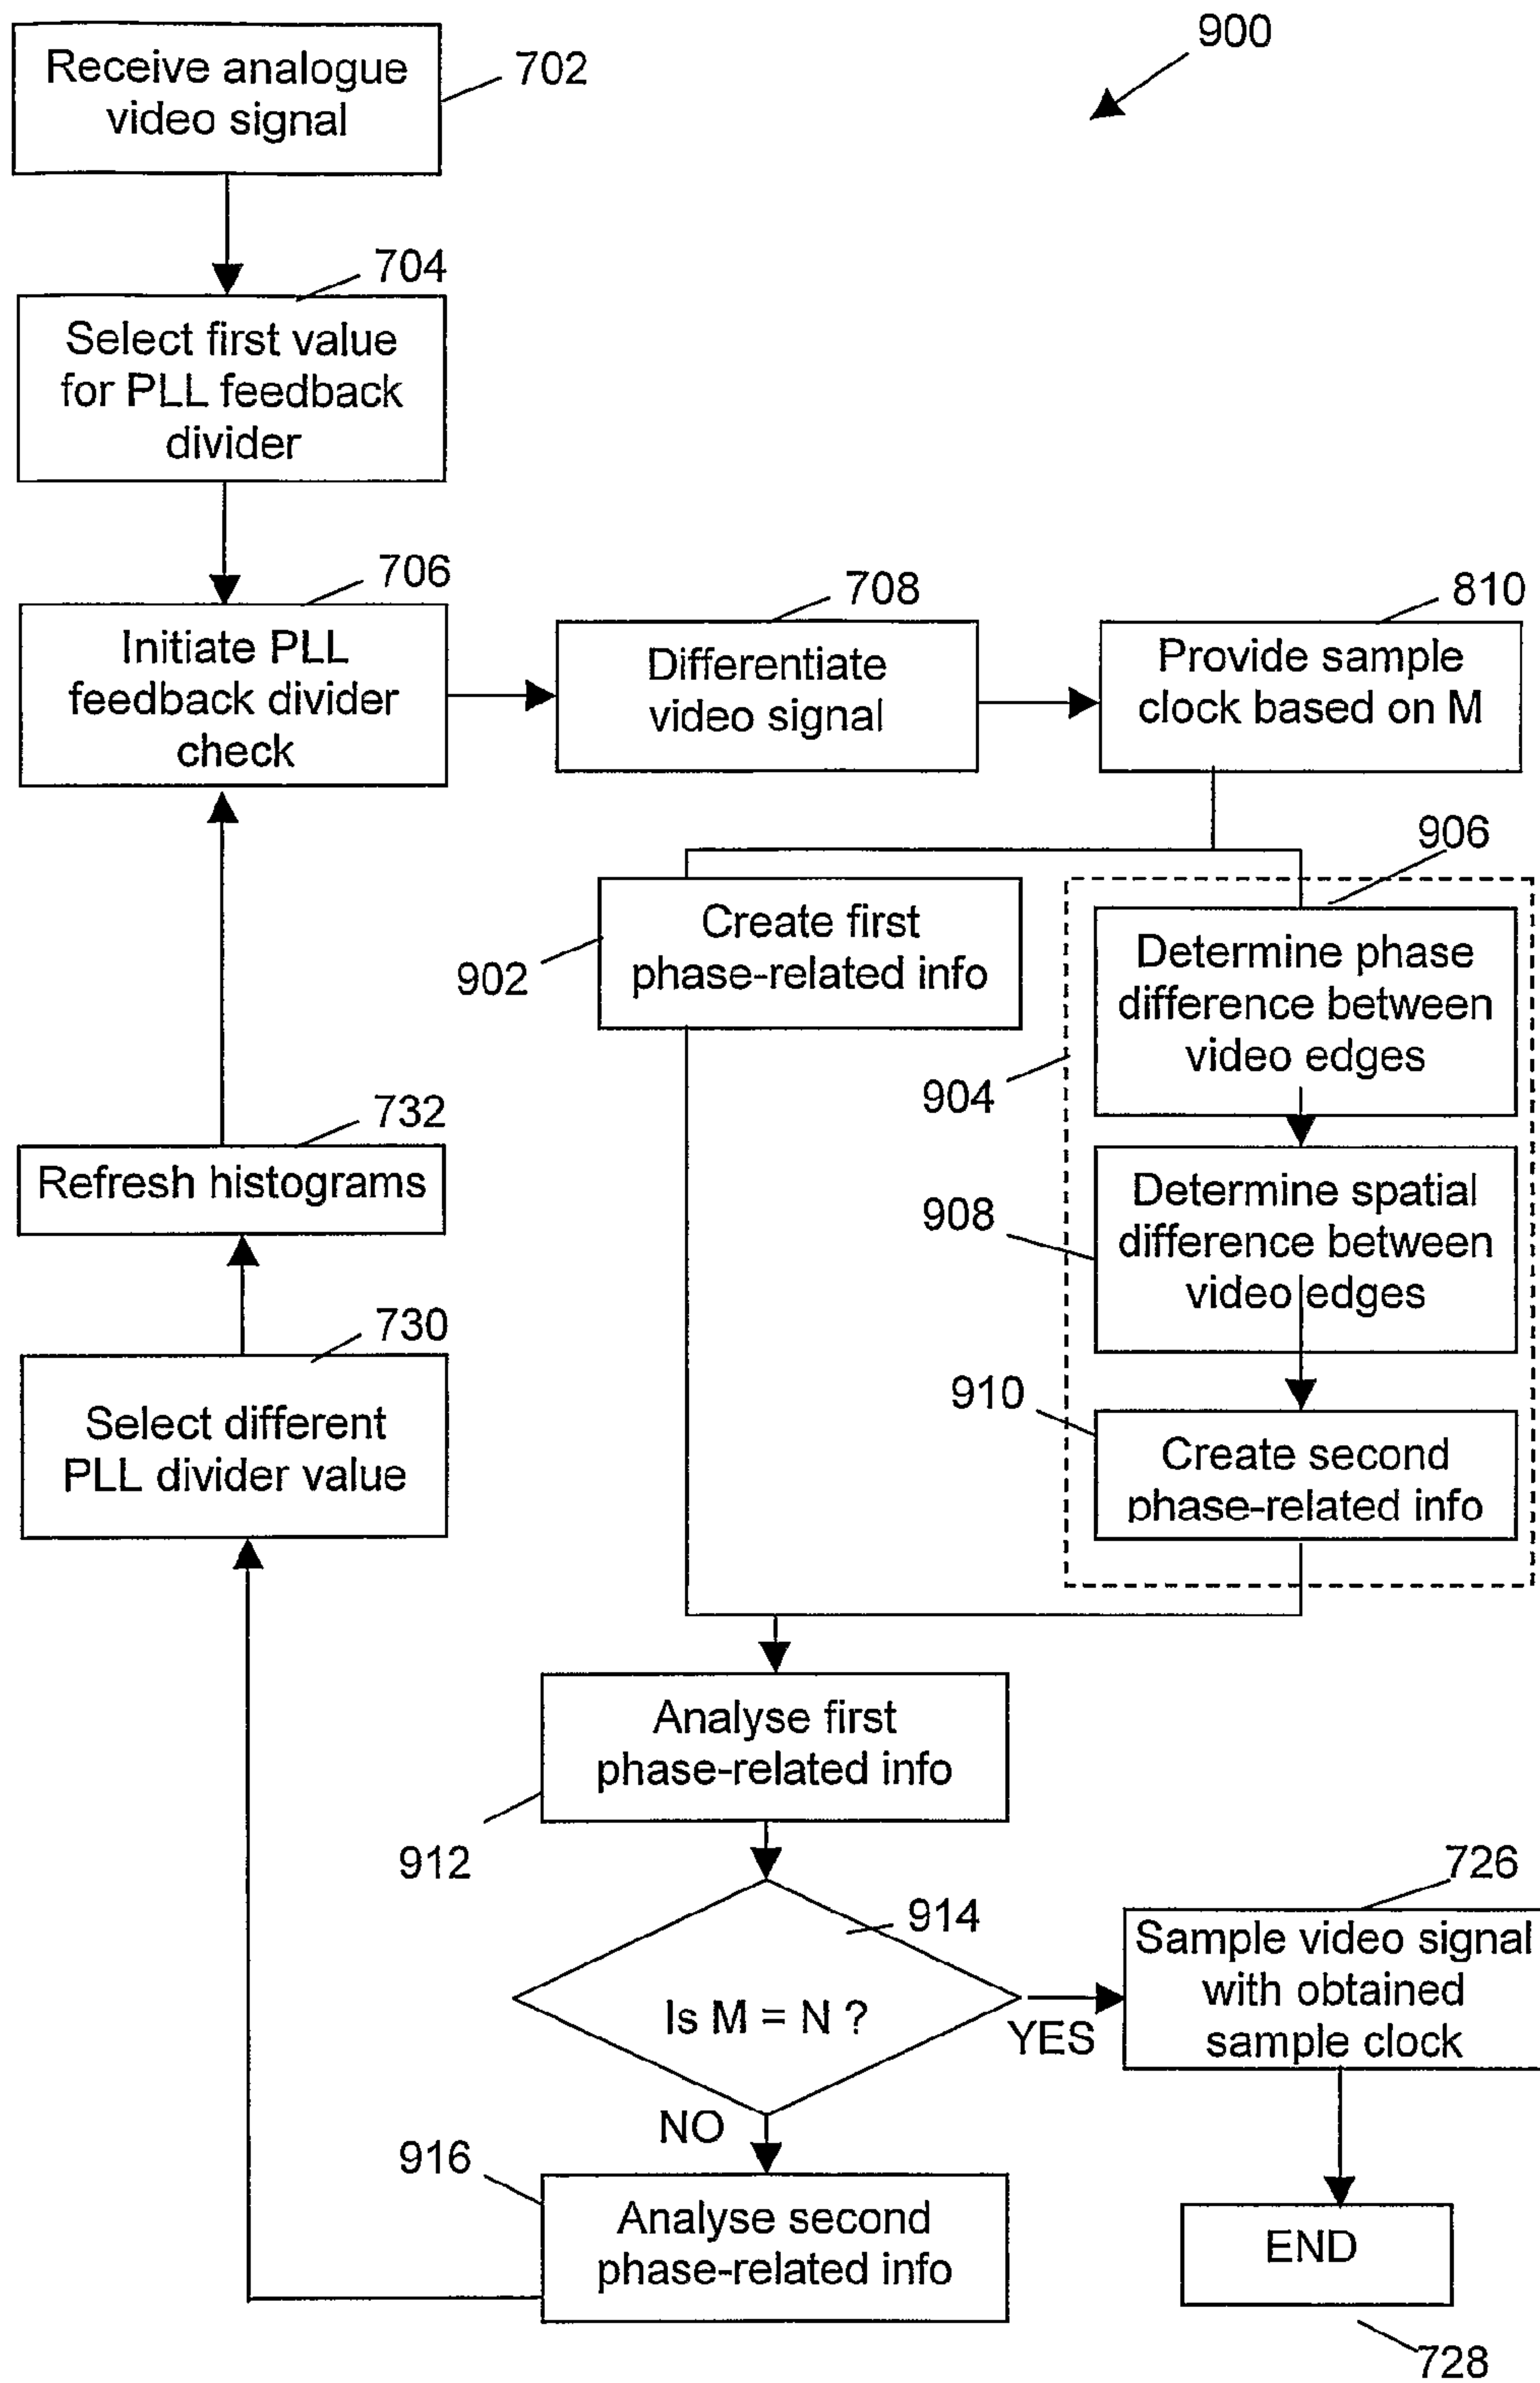 900
Receive analogue
video signal
702
704
Select first value
for PLL feedback
divider
706
Initiate PLL
feedback divider
check
708
Differentiate
video signal
810
Provide sample
clock based on M
902
Create first
phase-related info
904
906
Determine phase
difference between
video edges
908
Determine spatial
difference between
video edges
910
Create second
phase-related info
732
Refresh histograms
730
Select different
PLL divider value
912
Analyse first
phase-related info
914
Is M = N ?
YES
NO
726
Sample video signal
with obtained
sample clock
916
Analyse second
phase-related info
END
728